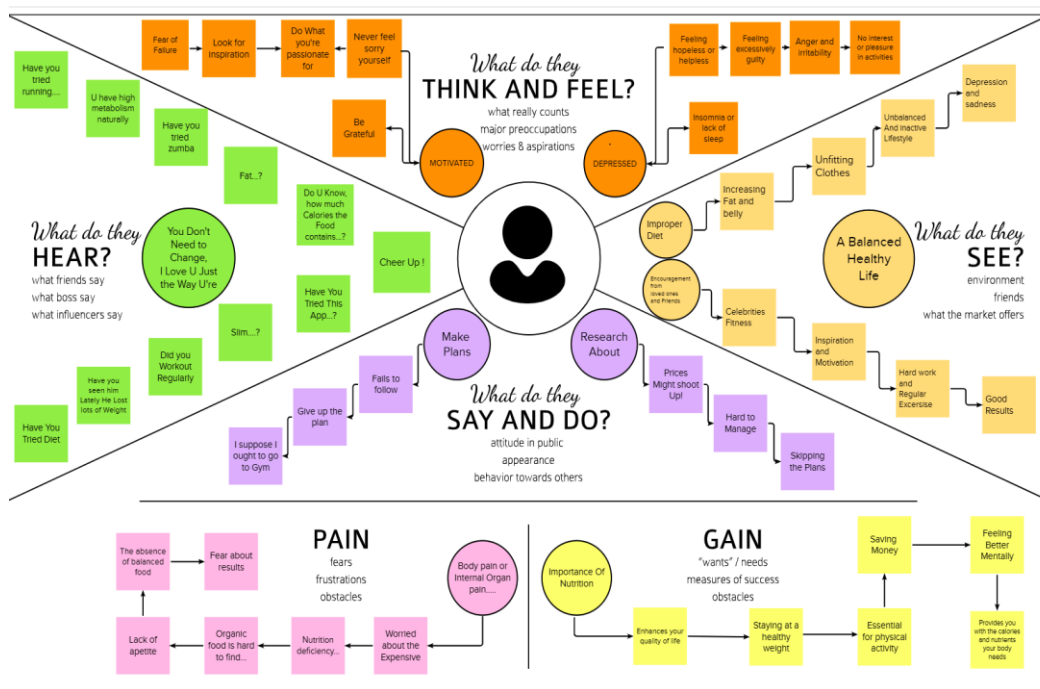 Fear of
Failure
Look for
inspiration
Do What
you're
passionate
for
Never feel
sorry
yourself
Be
Grateful
MOTIVATED
What do they
THINK AND FEEL?
what really counts
major preoccupations
worries & aspirations
Feeling
hopeless or
helpless
Feeling
excessively
guilty
Anger and
irritability
No interest
or pleasure
in activities
Insomnia or
lack of
sleep
DEPRESSED
Have you
tried
running....
U have high
metabolism
naturally
Have you
tried
zumba
Fat...?
Do U Know,
how much
Calories the
Food
contains...?
Cheer Up !
What do they
HEAR?
what friends say
what boss say
what influencers say
You Don't
Need to
Change,
I Love U Just
the Way U're
Have You
Tried This
App...?
Slim....?
Did you
Workout
Regularly
Have you
seen him
Lately He Lost
lots of Weight
Have You
Tried Diet
Depression
and
sadness
Unbalanced
And Inactive
Lifestyle
Unfitting
Clothes
Increasing
Fat and
belly
Improper
Diet
A Balanced
Healthy
Life
What do they
SEE?
environment
friends
what the market offers
Encouragement
from
loved ones
and Friends
Celebrities
Fitness
Inspiration
and
Motivation
Hard work
and
Regular
Excersise
Good
Results
Make
Plans
Fails to
follow
Give up the
plan
I suppose I
ought to go
to Gym
What do they
SAY AND DO?
attitude in public
appearance
behavior towards others
Research
About
Prices
Might shoot
Up!
Hard to
Manage
Skipping
the Plans
PAIN
fears
frustrations
obstacles
Body pain or
Internal Organ
pain.....
Worried
about the
Expensive
Nutrition
deficiency...
Organic
food is hard
to find...
Lack of
apetite
The absence
of balanced
food
Fear about
results
GAIN
"wants" / needs
measures of success
obstacles
Importance Of
Nutrition
Enhances your
quality of life
Staying at a
healthy
weight
Essential
for physical
activity
Saving
Money
Feeling
Better
Mentally
Provides you
with the calories
and nutrients
your body
needs